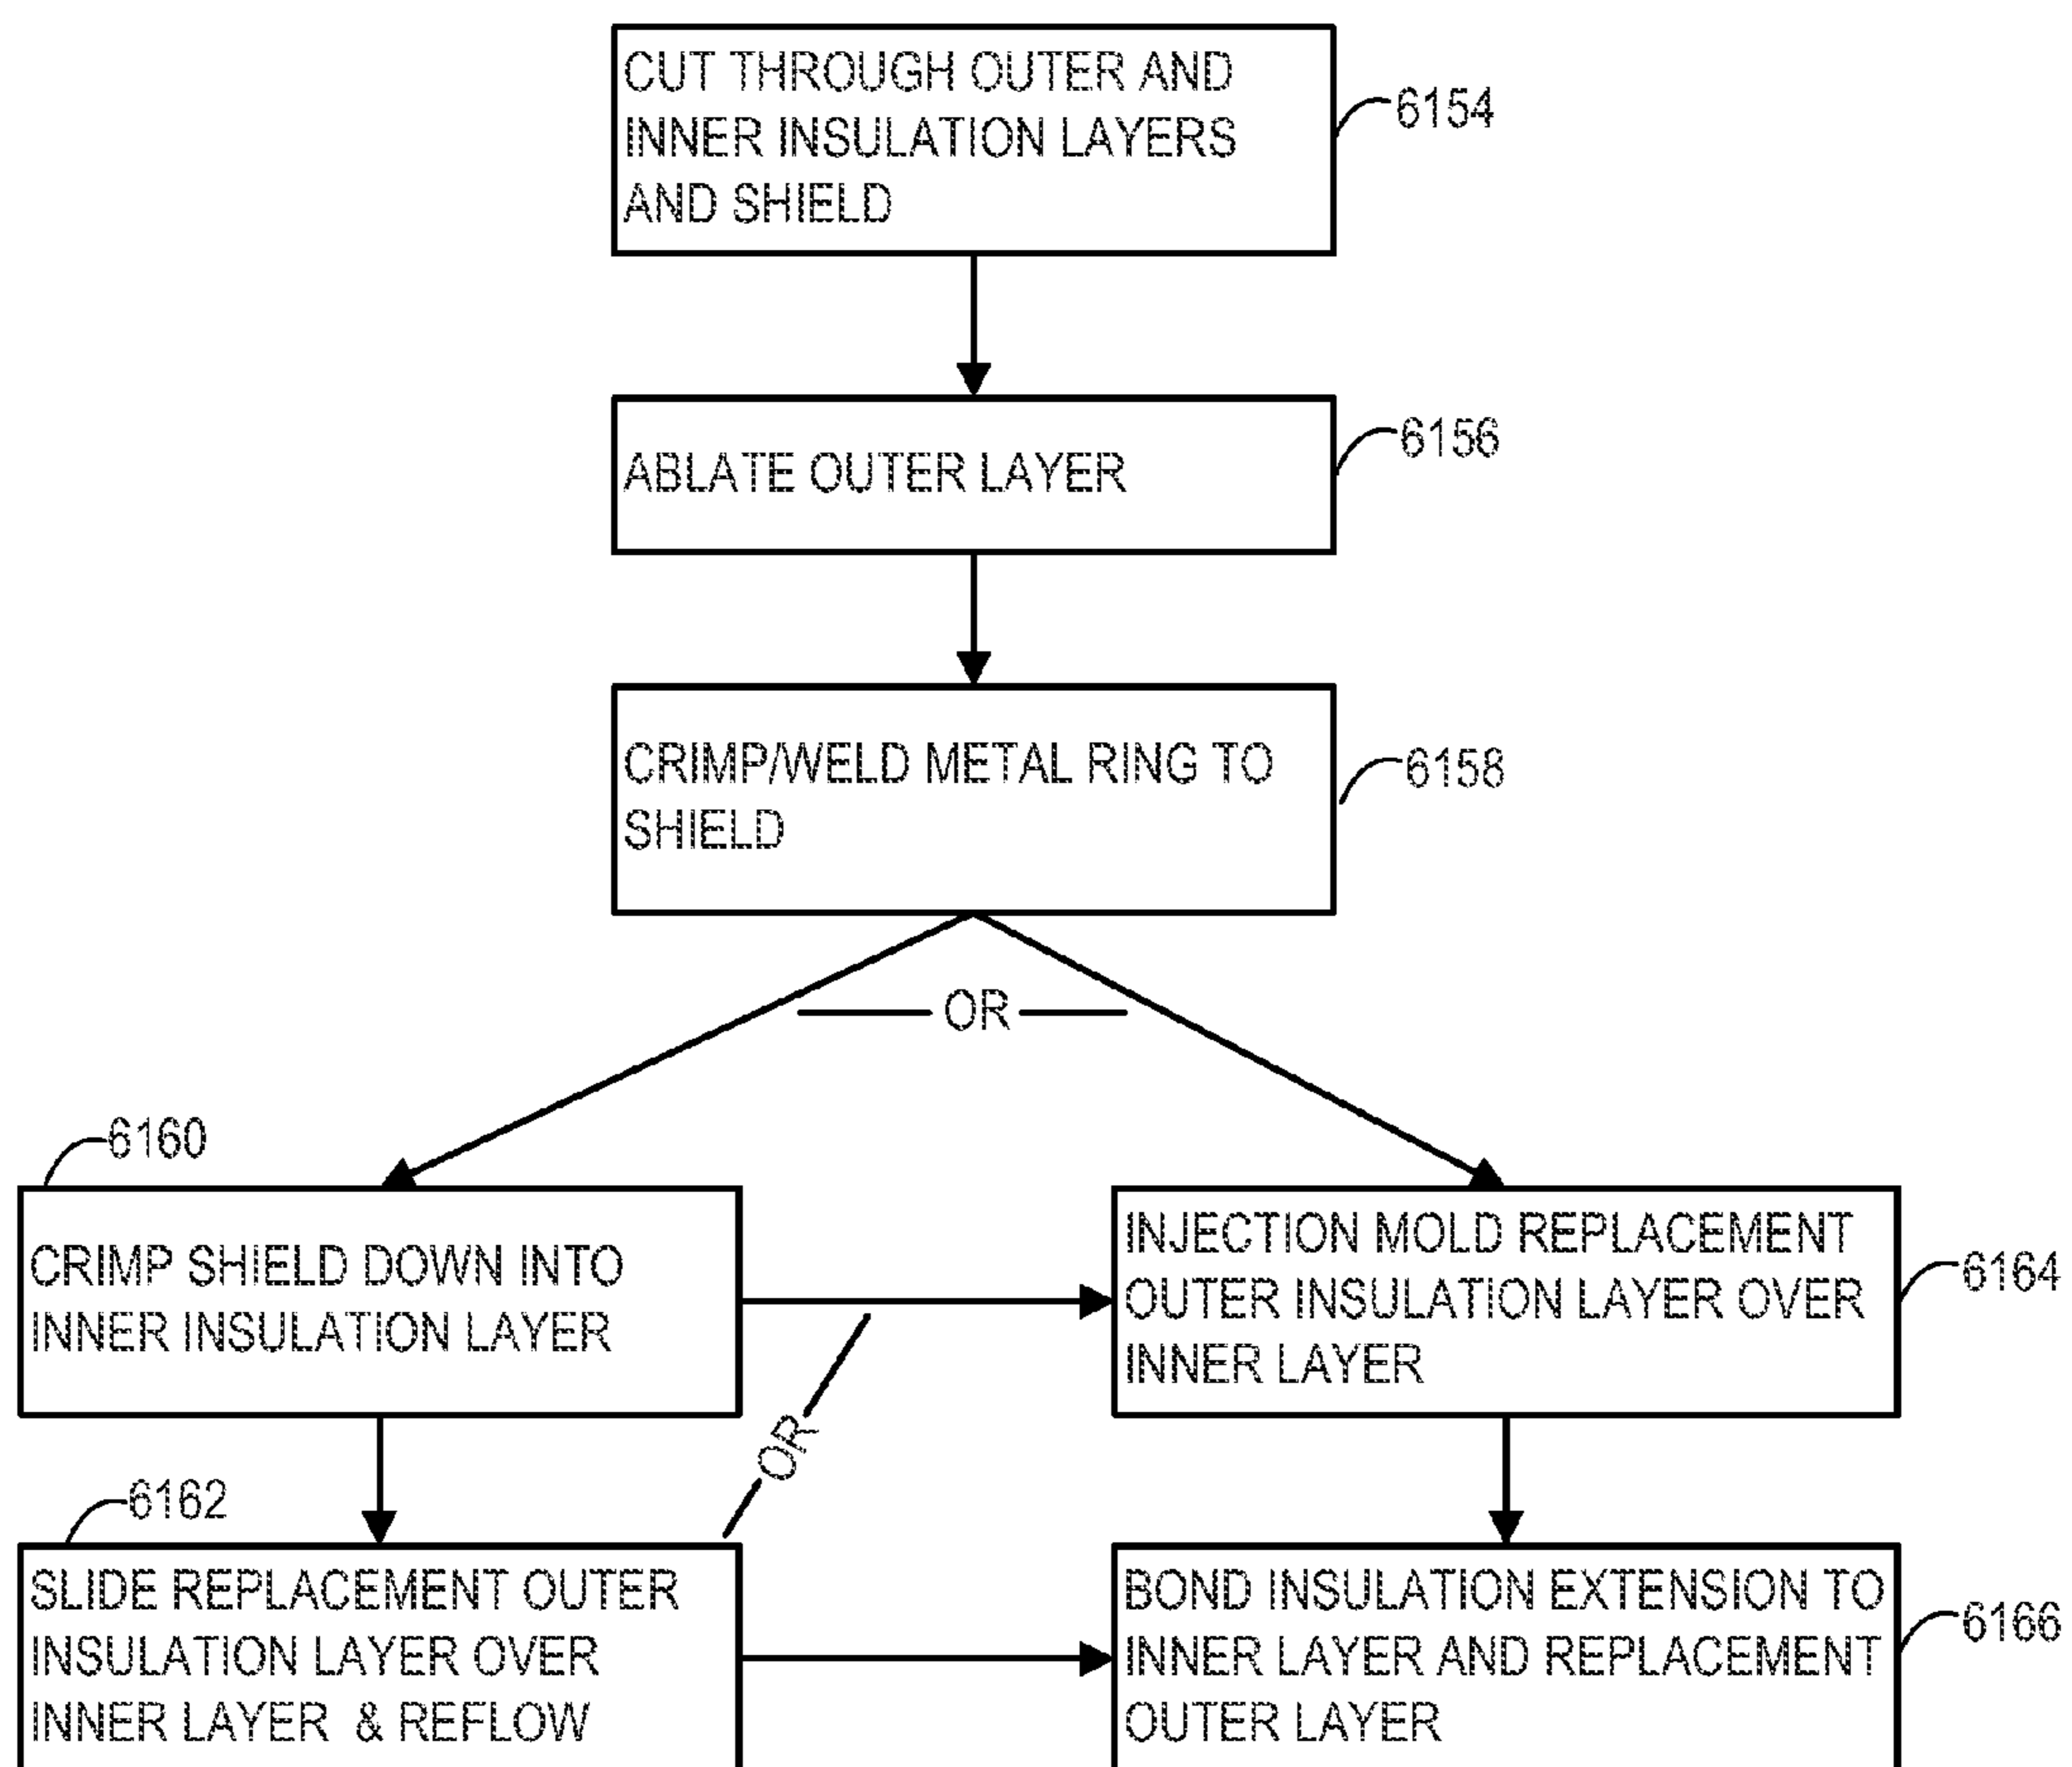 CUT THROUGH OUTER AND
INNER INSULATION LAYERS
AND SHIELD
6154
ABLATE OUTER LAYER
6156
CRIMP/WELD METAL RING TO
SHIELD
6158
OR
6160
CRIMP SHIELD DOWN INTO
INNER INSULATION LAYER
INJECTION MOLD REPLACEMENT
OUTER INSULATION LAYER OVER
INNER LAYER
6164
OR
6162
SLIDE REPLACEMENT OUTER
INSULATION LAYER OVER
INNER LAYER & REFLOW
BOND INSULATION EXTENSION TO
INNER LAYER AND REPLACEMENT
OUTER LAYER
6166